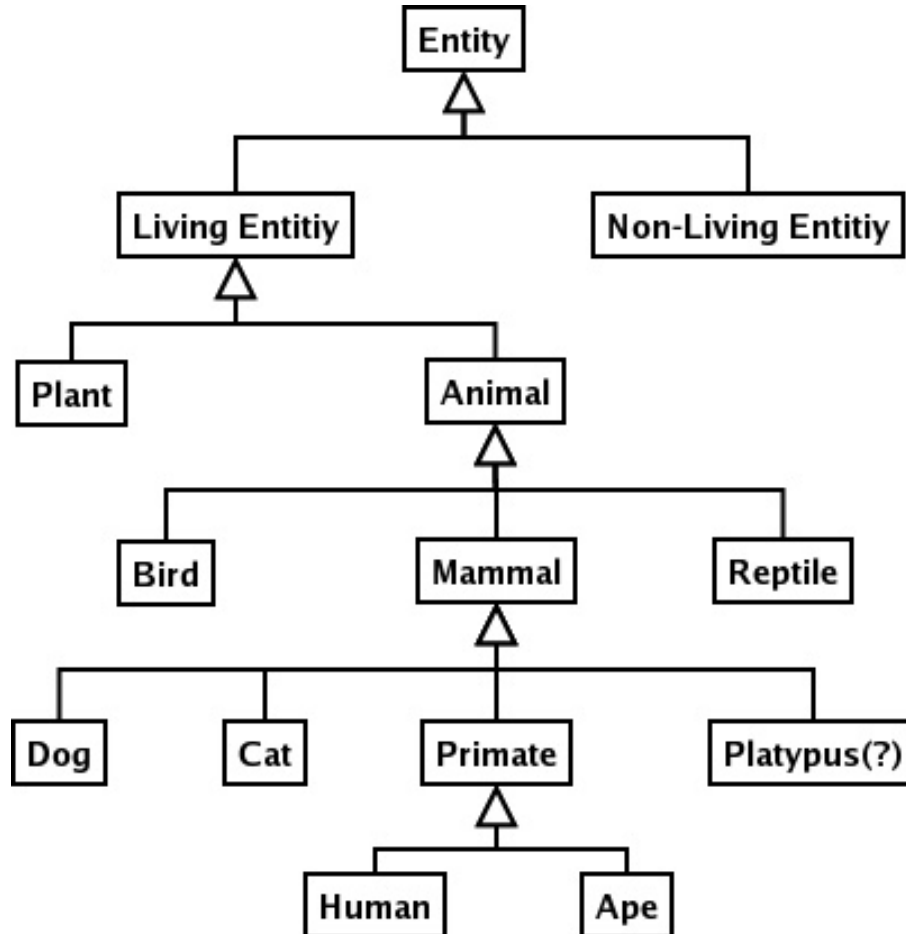 Entity
Living Entitiy
Non-Living Entitiy
Plant
Animal
Bird
Mammal
Reptile
Dog
Cat
Primate
Platypus(?)
Human
Ape